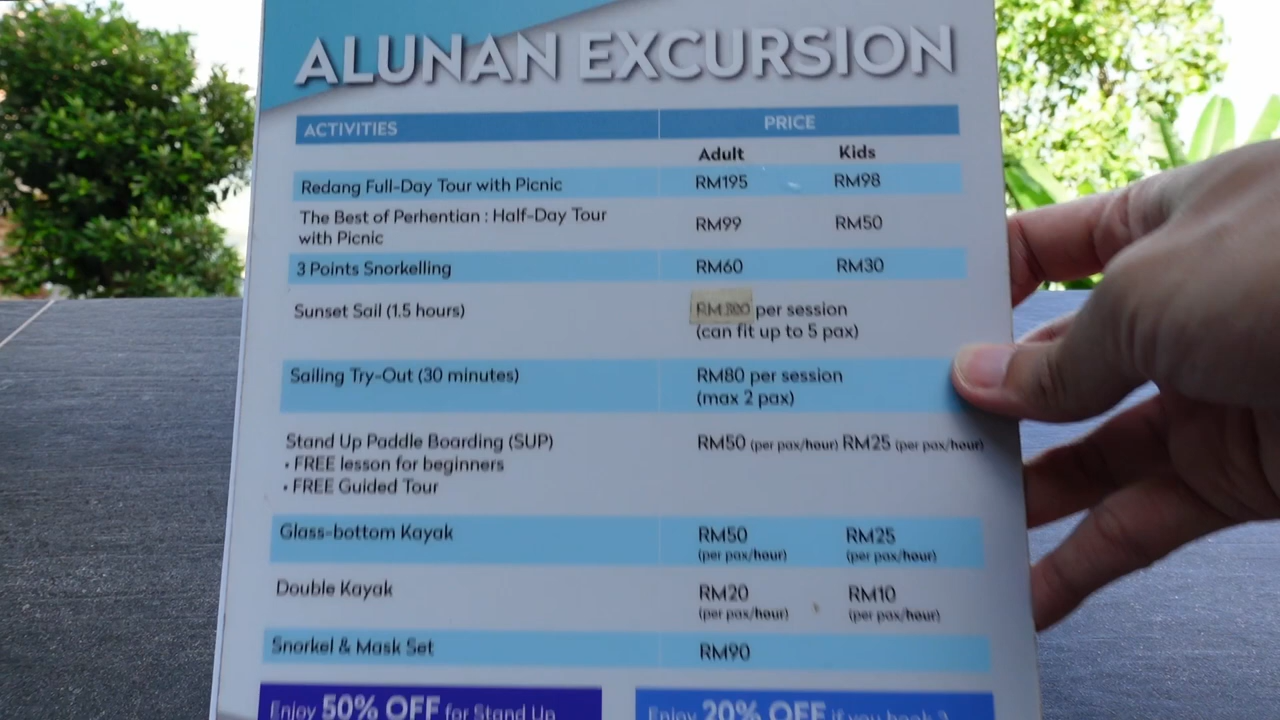 ALUNAN EXCURSION
ACTIVITIES PRICE
Adult Kids
Redang Full-Day Tour with Picnic RM195 RM98
The Best of Perhentian : Half-Day Tour
with Picnic RM99 RM50
3 Points Snorkelling RM60 RM30
Sunset Sail (1.5 hours) per session
(can fit up to 5 pax)
Sailing Try-Out (30 minutes) RM80 per session
(max 2 pax)
Stand Up Paddle Boarding (SUP) RM50 (per pax/hour) RM25 (per pax/hour)
• FREE lesson for beginners
• FREE Guided Tour
Glass-bottom Kayak RM50 RM25
(per pax/hour) (per pax/hour)
Double Kayak RM20 RM10
(per pax/hour) (per pax/hour)
Snorkel & Mask Set RM90
Enjoy 50% OFF for Stand Up
Enjoy 20% OFF if you book